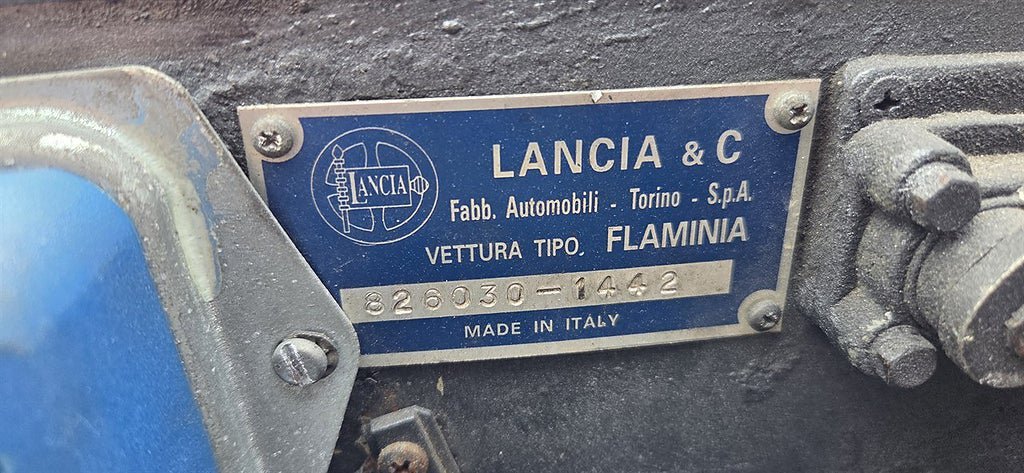 LANCIA
LANCIA & C
Fabb. Automobili - Torino - S.p.A.
VETTURA TIPO. FLAMINIA
826030-1442
MADE IN ITALY